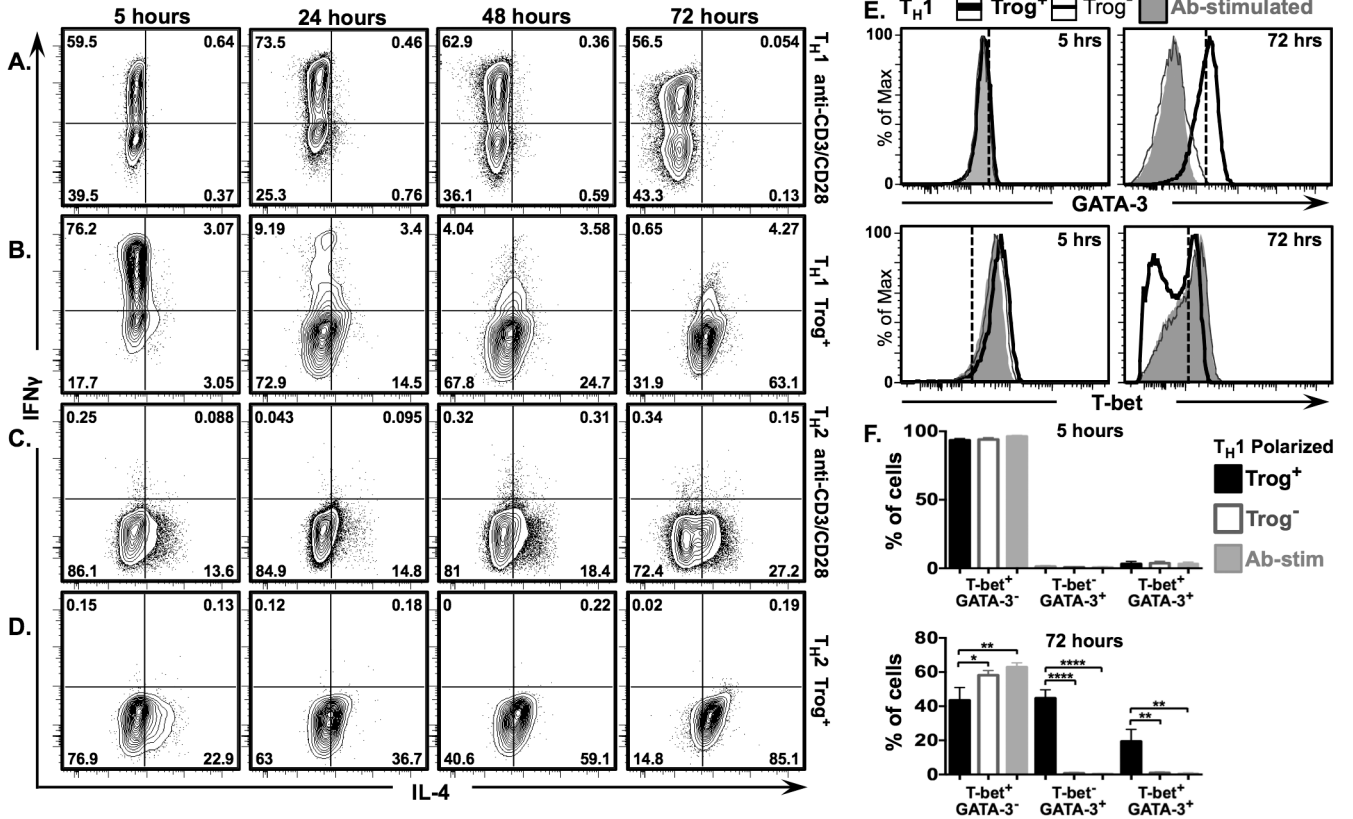 5 hours 24 hours 48 hours 72 hours
A.
59.5 0.64 73.5 0.46 62.9 0.36 56.5 0.054
39.5 0.37 25.3 0.76 36.1 0.59 43.3 0.13
TH1 anti-CD3/CD28
B.
76.2 3.07 9.19 3.4 4.04 3.58 0.65 4.27
17.7 3.05 72.9 14.5 67.8 24.7 31.9 63.1
TH1 Trog+
IFNγ
C.
0.25 0.088 0.043 0.095 0.32 0.31 0.34 0.15
86.1 13.6 84.9 14.8 81 18.4 72.4 27.2
TH2 anti-CD3/CD28
D.
0.15 0.13 0.12 0.18 0 0.22 0.02 0.19
76.9 22.9 63 36.7 40.6 59.1 14.8 85.1
TH2 Trog+
IL-4
E. TH1 Trog+ Trog- Ab-stimulated
100
% of Max
0
5 hrs
72 hrs
GATA-3
100
% of Max
0
5 hrs
72 hrs
T-bet
F.
5 hours
100
50
0
% of cells
T-bet+ T-bet- T-bet+
GATA-3- GATA-3+ GATA-3+
TH1 Polarized
Trog+
Trog-
Ab-stim
72 hours
80
60
40
20
0
% of cells
** * **** **** ** **
T-bet+ T-bet- T-bet+
GATA-3- GATA-3+ GATA-3+